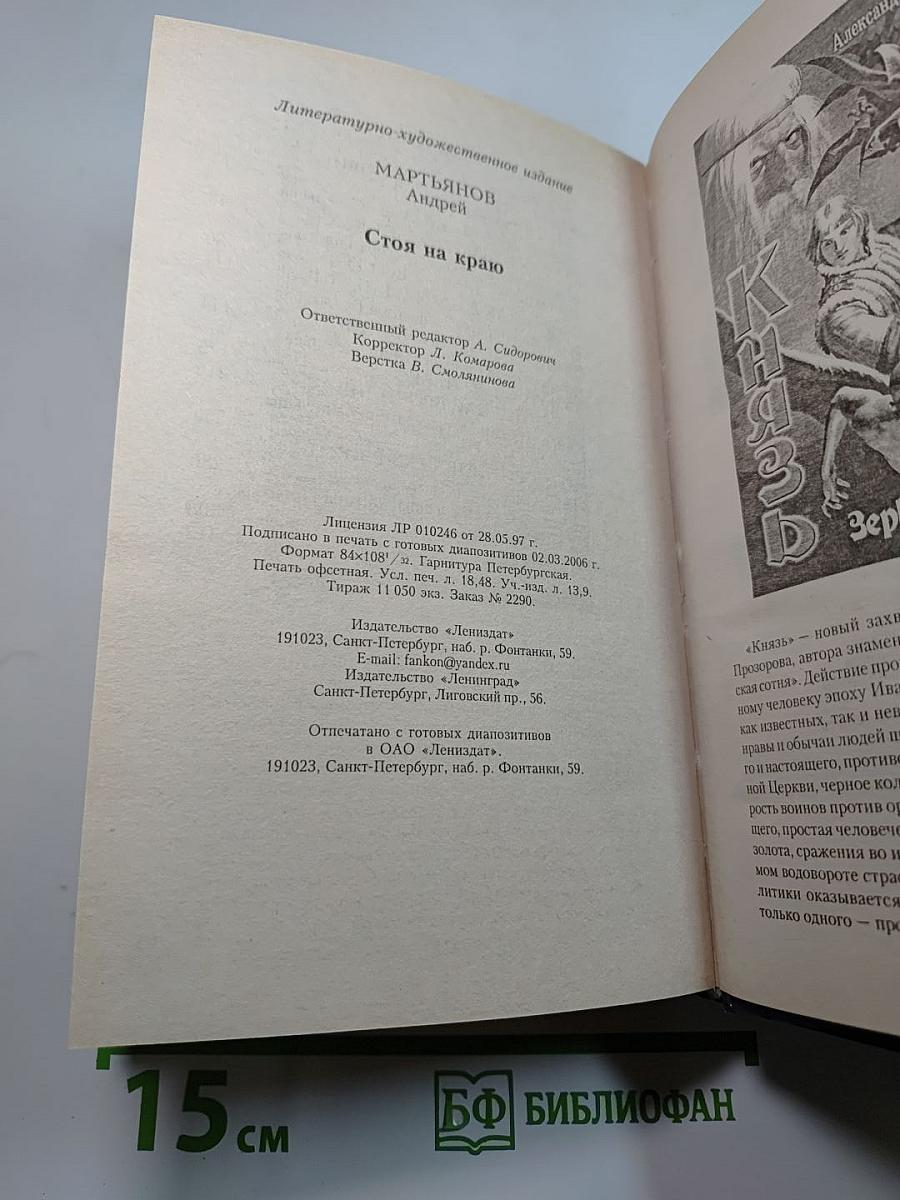 Литературно-художественное издание
МАРТЬЯНОВ
Андрей
Стоя на краю
Ответственный редактор А. Сидорович
Корректор Л. Комарова
Верстка В. Смолянинова
Лицензия ЛР 010246 от 28.05.97 г.
Подписано в печать с готовых диапозитивов 02.03.2006 г.
Формат 84×108¹/₃₂. Гарнитура Петербургская.
Печать офсетная. Усл. печ. л. 18,48. Уч.-изд. л. 13,9.
Тираж 11 050 экз. Заказ № 2290.
Издательство «Лениздат»
191023, Санкт-Петербург, наб. р. Фонтанки, 59.
E-mail: fankon@yandex.ru
Издательство «Ленинград»
Санкт-Петербург, Лиговский пр., 56.
Отпечатано с готовых диапозитивов
в ОАО «Лениздат».
191023, Санкт-Петербург, наб. р. Фонтанки, 59.
Александ
Князь
Зер
«Князь» — новый захв
Прозорова, автора знамен
ская сотня». Действие про
ному человеку эпоху Ива
как известных, так и нев
нравы и обычаи людей
го и настоящего, противо
ной Церкви, черное кол
рость воинов против ор
щего, простая человече
золота, сражения во и
мом водовороте страс
литики оказывается
только одного — про
15 см
БФ БИБЛИОФАН